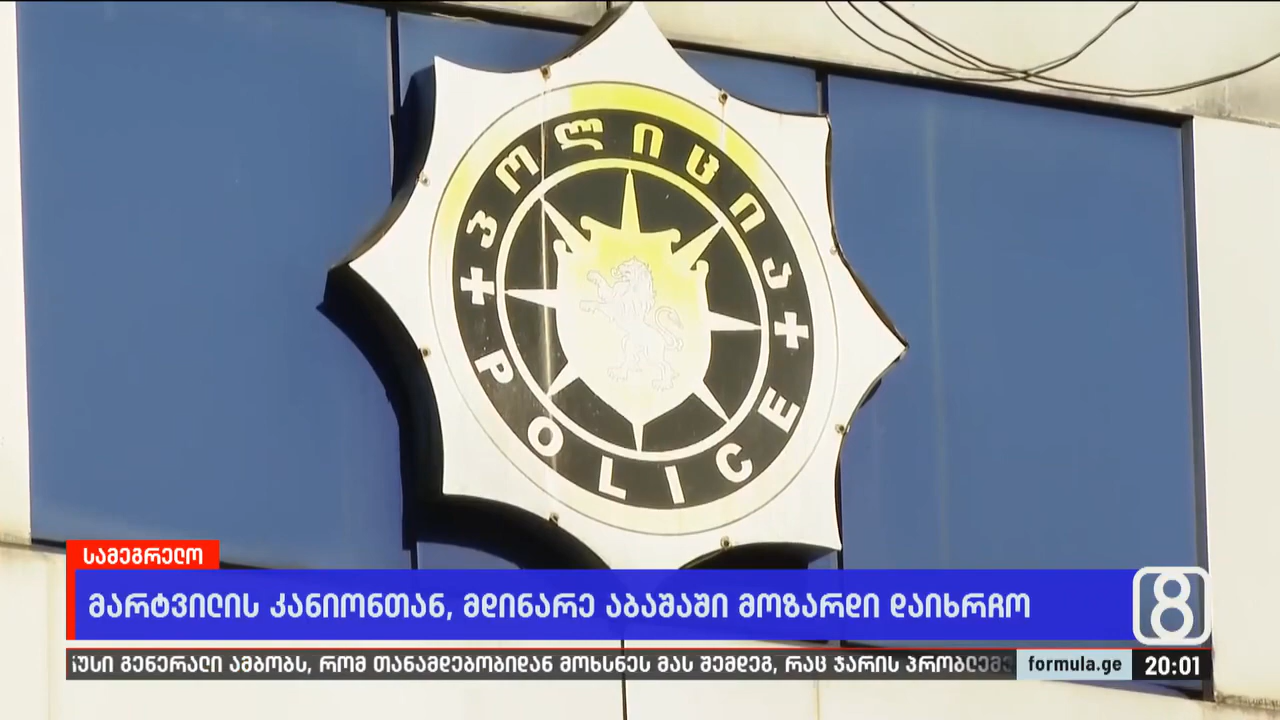 პოლიცია
POLICE
სამეგრელო
მარტვილის კანიონთან, მდინარე აბაშაში მოზარდი დაიხრჩო
8
გენერალი ამბობს, რომ თანამდებობიდან მოხსნეს მას შემდეგ, რაც ჯარის
formula.ge
20:01